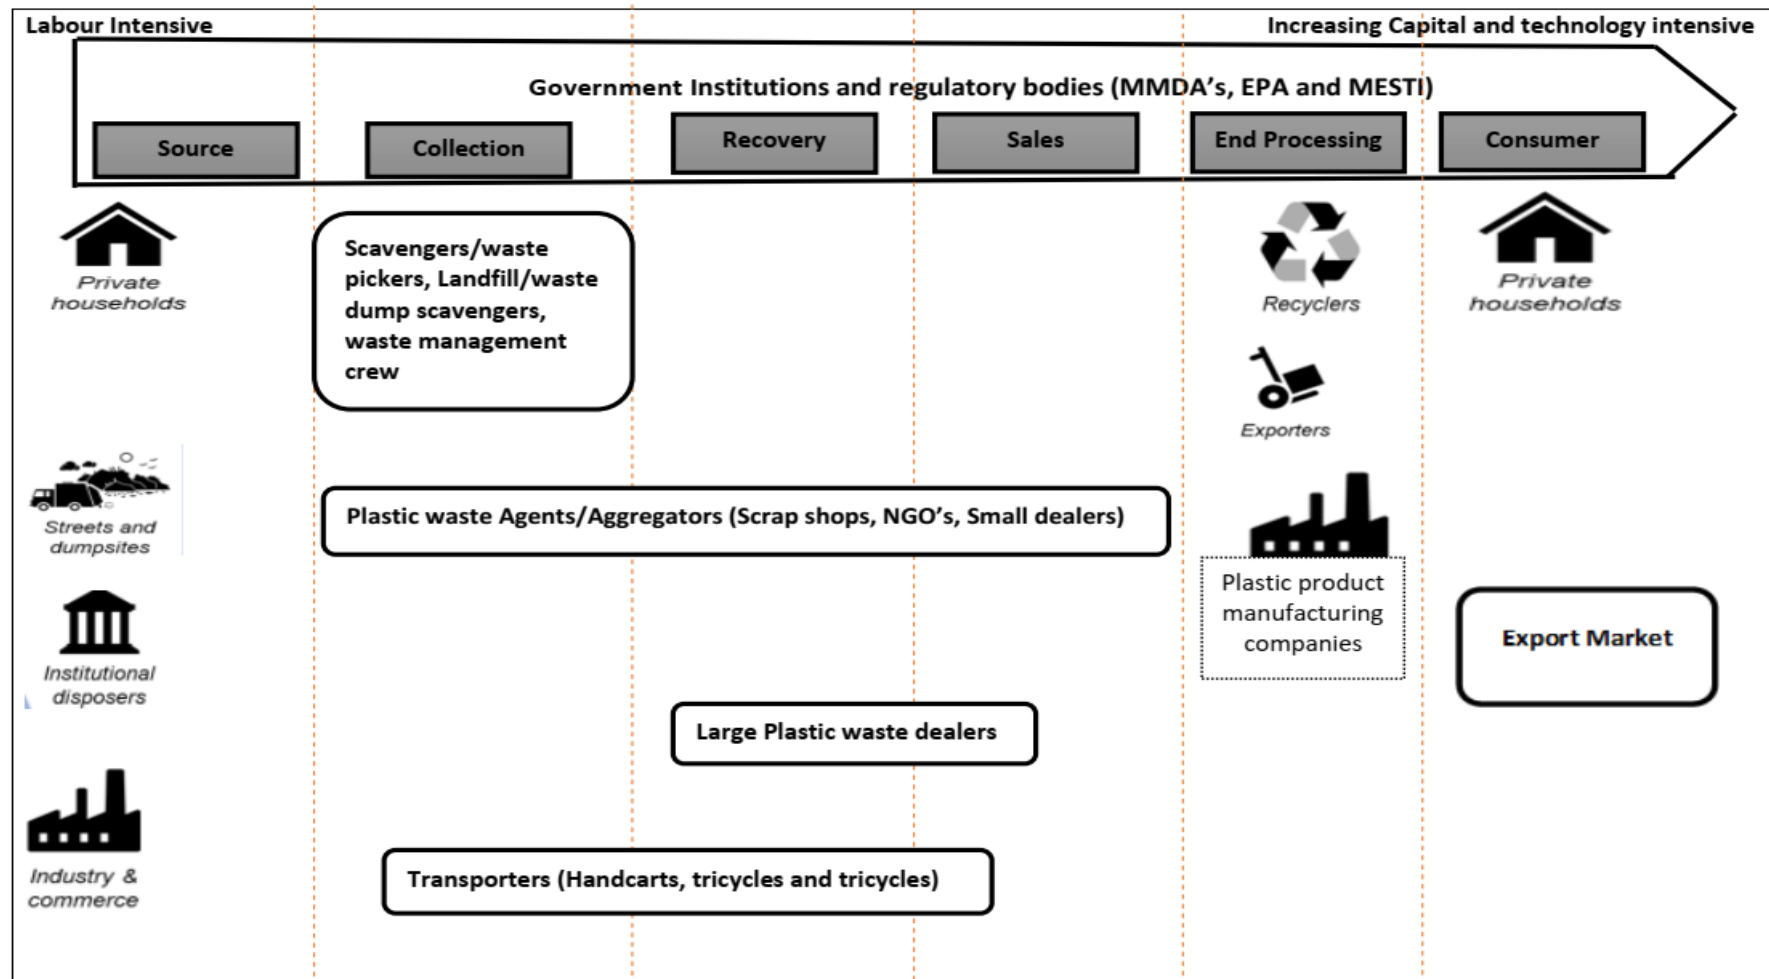 Labour Intensive
Increasing Capital and technology intensive
Government Institutions and regulatory bodies (MMDA's, EPA and MESTI)
Source
Collection
Recovery
Sales
End Processing
Consumer
Private
households
Scavengers/waste
pickers, Landfill/waste
dump scavengers,
waste management
crew
Recyclers
Private
households
Exporters
Streets and
dumpsites
Plastic waste Agents/Aggregators (Scrap shops, NGO's, Small dealers)
Plastic product
manufacturing
companies
Export Market
Institutional
disposers
Large Plastic waste dealers
Industry &
commerce
Transporters (Handcarts, tricycles and tricycles)